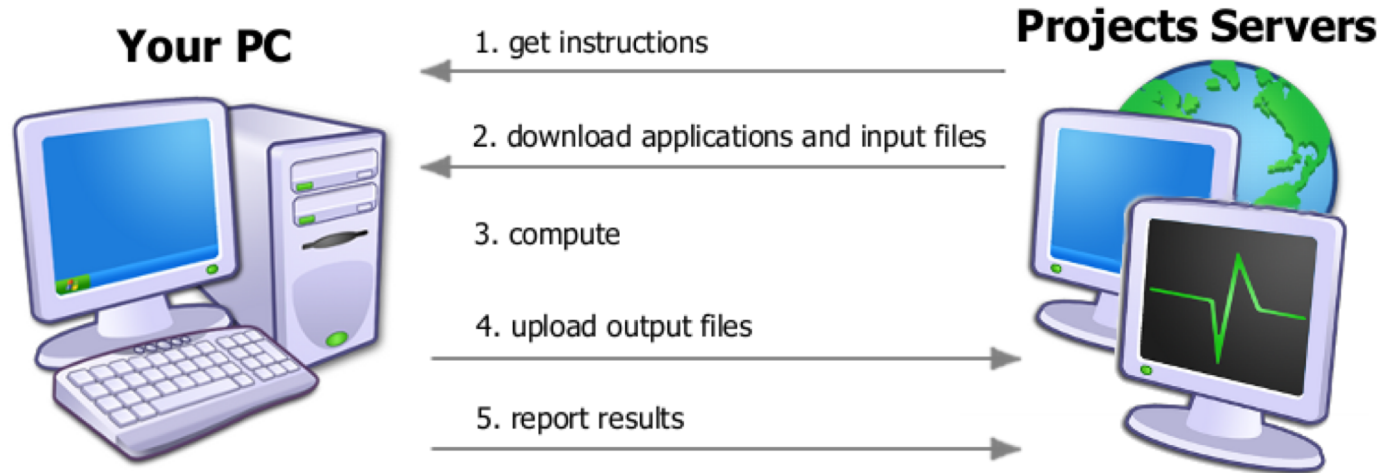 Your PC
Projects Servers
1. get instructions
2. download applications and input files
3. compute
4. upload output files
5. report results